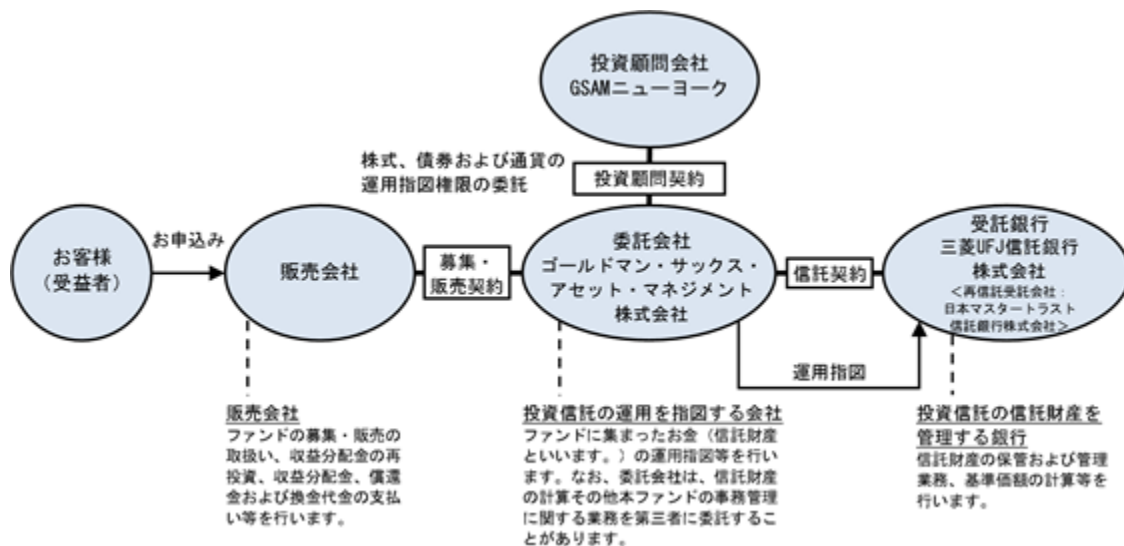 投資顧問会社
GSAMニューヨーク
株式、債券および通貨の
運用指図権限の委託
投資顧問契約
お客様
（受益者）
お申込み
販売会社
募集・
販売契約
委託会社
ゴールドマン・サックス・
アセット・マネジメント
株式会社
信託契約
受託銀行
三菱UFJ信託銀行
株式会社
＜再信託受託会社：
日本マスタートラスト
信託銀行株式会社＞
運用指図
販売会社
ファンドの募集・販売の
取扱い、収益分配金の再
投資、収益分配金、償還
金および換金代金の支払
い等を行います。
投資信託の運用を指図する会社
ファンドに集まったお金（信託財産
といいます。）の運用指図等を行い
ます。なお、委託会社は、信託財産
の計算その他本ファンドの事務管理
に関する業務を第三者に委託するこ
とがあります。
投資信託の信託財産を
管理する銀行
信託財産の保管および管理
業務、基準価額の計算等を
行います。